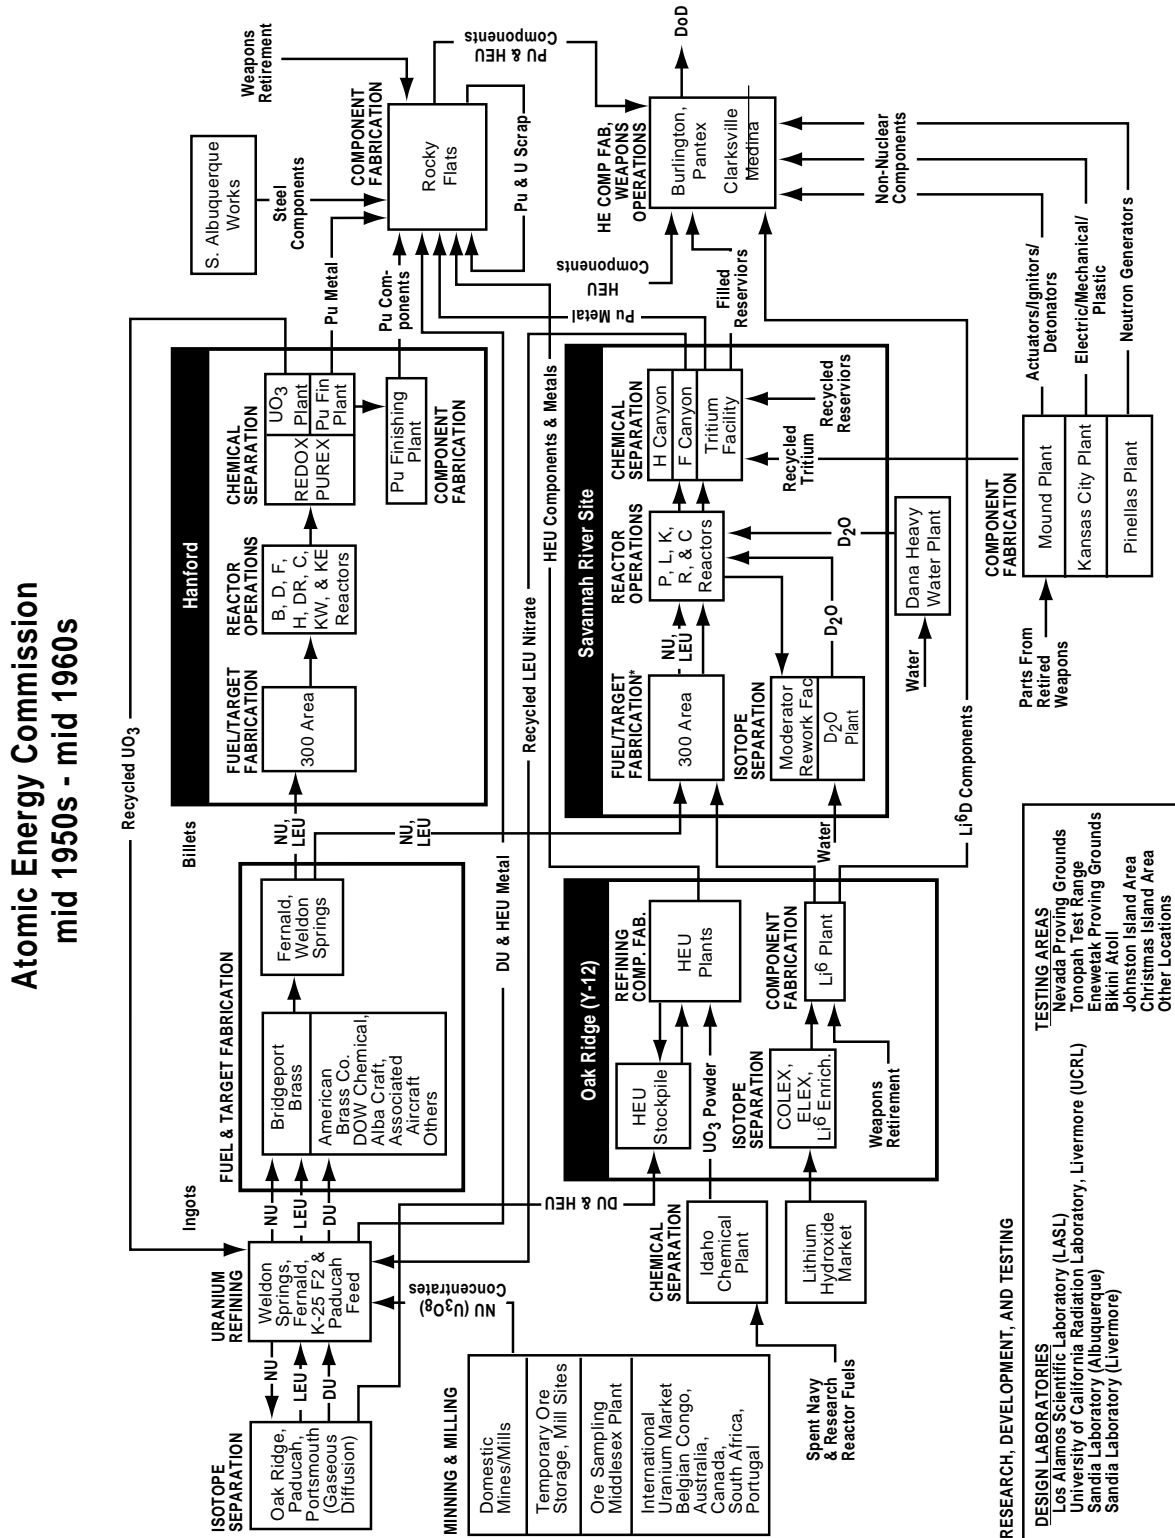 Atomic Energy Commission
mid 1950s - mid 1960s
ISOTOPE
SEPARATION
Oak Ridge,
Paducah,
Portsmouth
(Gaseous
Diffusion)
NU
LEU
DU
URANIUM
REFINING
Weldon
Springs,
Fernald,
K-25 F2 &
Paducah
Feed
Recycled UO3
Ingots
NU
LEU
DU
FUEL & TARGET FABRICATION
Bridgeport
Brass
American
Brass Co.
DOW Chemical,
Alba Craft,
Associated
Aircraft
Others
Fernald,
Weldon
Springs
Billets
NU,
LEU
NU,
LEU
Hanford
FUEL/TARGET
FABRICATION
300 Area
REACTOR
OPERATIONS
B, D, F,
H, DR, C,
KW, & KE
Reactors
CHEMICAL
SEPARATION
REDOX
PUREX
UO3
Plant
Pu Fin
Plant
Pu Finishing
Plant
COMPONENT
FABRICATION
S. Albuquerque
Works
Steel
Components
Pu Metal
Pu Com-
ponents
Weapons
Retirement
COMPONENT
FABRICATION
Rocky
Flats
Pu & U Scrap
PU & HEU
Components
MINNING & MILLING
Domestic
Mines/Mills
Temporary Ore
Storage, Mill Sites
Ore Sampling
Middlesex Plant
International
Uranium Market
Belgian Congo,
Australia,
Canada,
South Africa,
Portugal
NU (U3O8)
Concentrates
DU & HEU
DU & HEU Metal
Recycled LEU Nitrate
HEU Components & Metals
Pu Metal
HEU
Components
Spent Navy
& Research
Reactor Fuels
CHEMICAL
SEPARATION
Idaho
Chemical
Plant
Lithium
Hydroxide
Market
Oak Ridge (Y-12)
HEU
Stockpile
UO3 Powder
REFINING
COMP. FAB.
HEU
Plants
ISOTOPE
SEPARATION
COLEX,
ELEX,
Li6 Enrich.
Weapons
Retirement
COMPONENT
FABRICATION
Li6 Plant
Savannah River Site
FUEL/TARGET
FABRICATION*
300 Area
NU,
LEU
REACTOR
OPERATIONS
P, L, K,
R, & C
Reactors
CHEMICAL
SEPARATION
H Canyon
F Canyon
Tritium
Facility
ISOTOPE
SEPARATION
Moderator
Rework Fac
D2O
Plant
Water
D2O
D2O
Water
Dana Heavy
Water Plant
Recycled
Tritium
Recycled
Reserviors
Filled
Reserviors
Li6D Components
HE COMP FAB,
WEAPONS
OPERATIONS
Burlington,
Pantex
Clarksville
Medina
DoD
Non-Nuclear
Components
Parts From
Retired
Weapons
COMPONENT
FABRICATION
Mound Plant
Kansas City Plant
Pinellas Plant
Actuators/Ignitors/
Detonators
Electric/Mechanical/
Plastic
Neutron Generators
RESEARCH, DEVELOPMENT, AND TESTING
DESIGN LABORATORIES
Los Alamos Scientific Laboratory (LASL)
University of California Radiation Laboratory, Livermore (UCRL)
Sandia Laboratory (Albuquerque)
Sandia Laboratory (Livermore)
TESTING AREAS
Nevada Proving Grounds
Tonopah Test Range
Enewetak Proving Grounds
Bikini Atoll
Johnston Island Area
Christmas Island Area
Other Locations